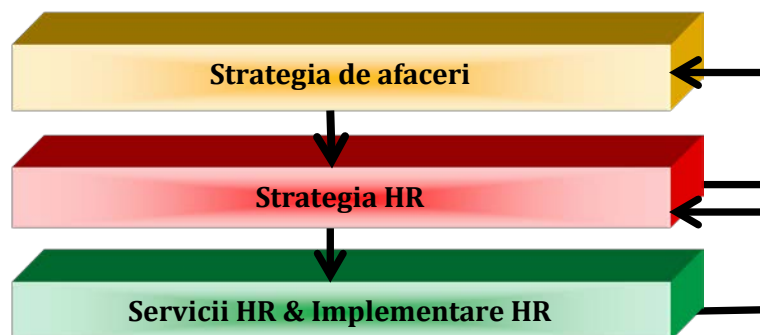 Strategia de afaceri
Strategia HR
Servicii HR & Implementare HR